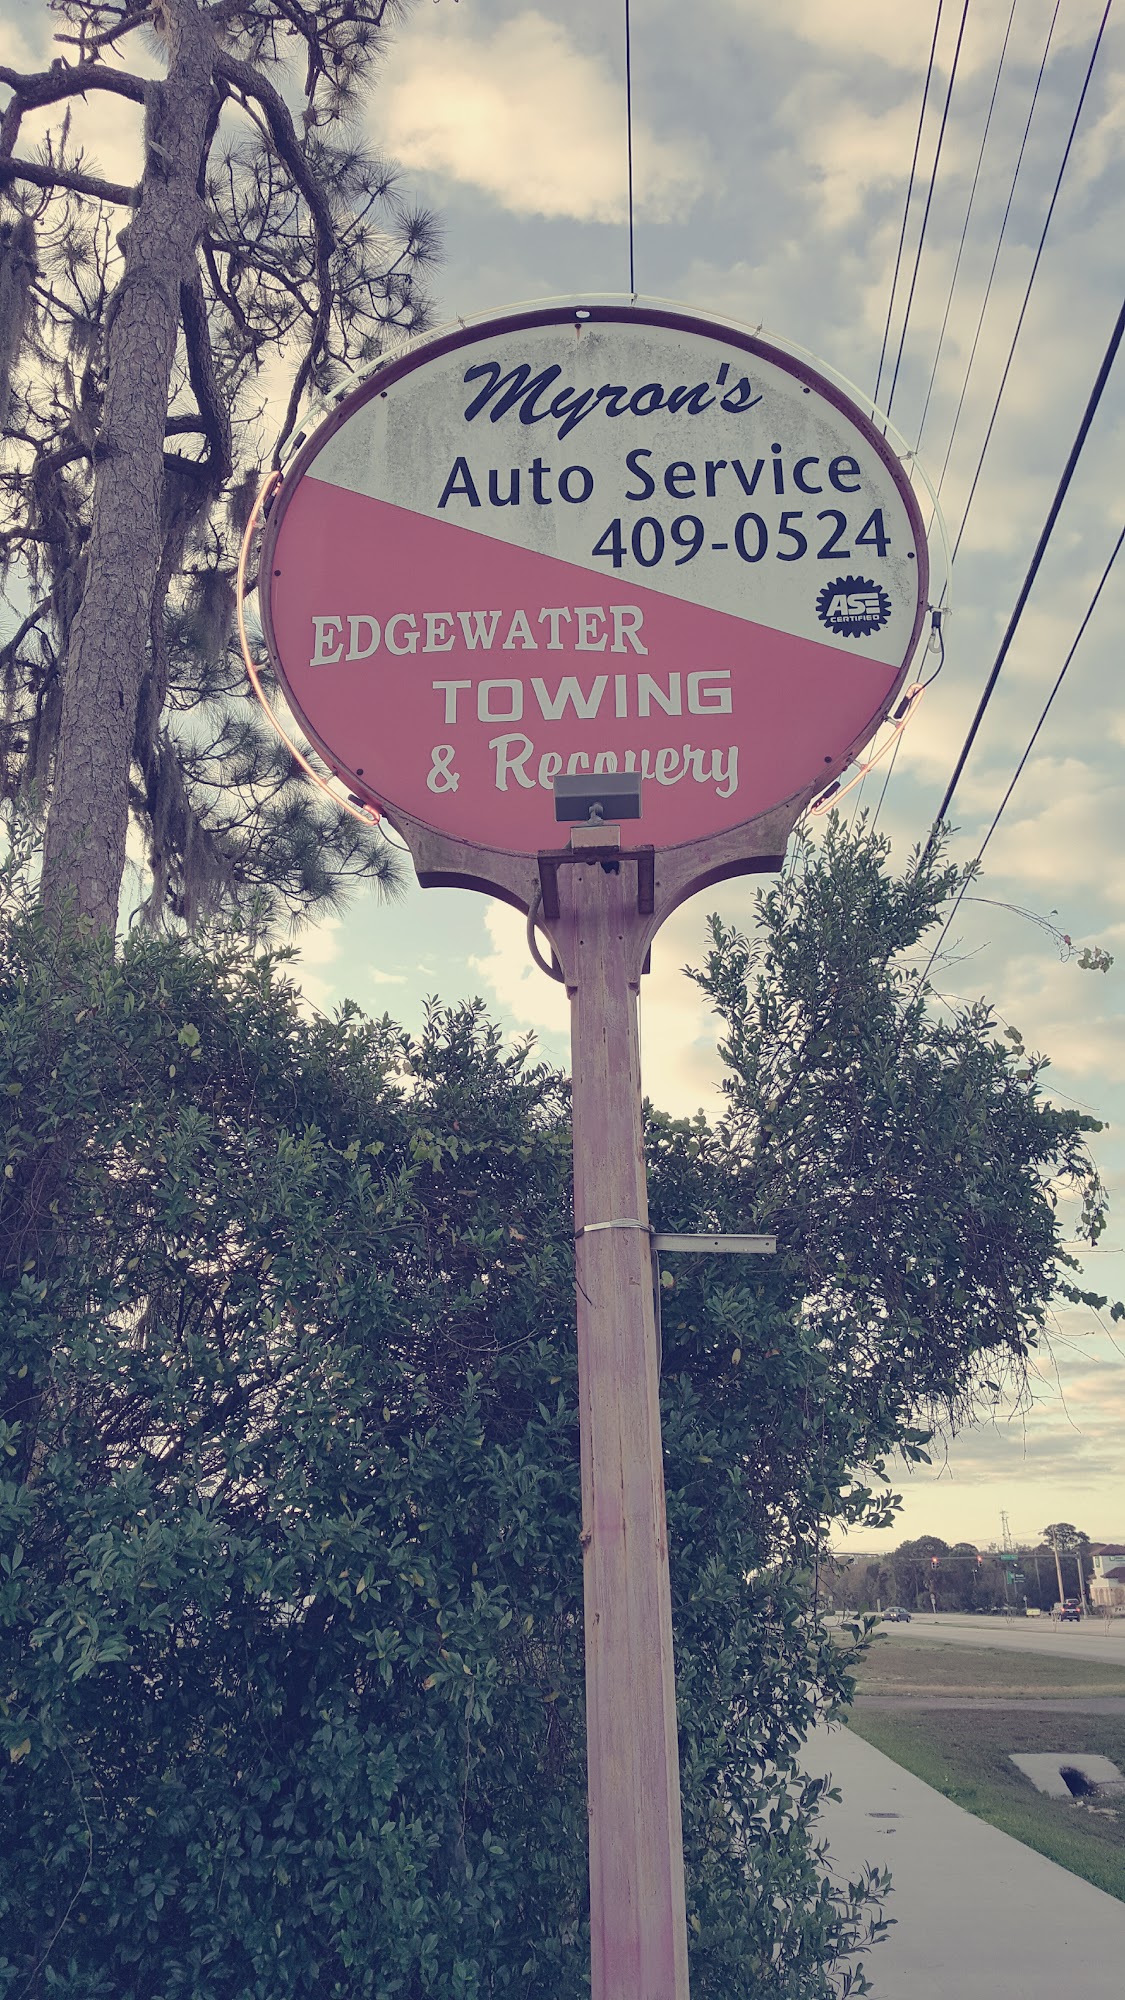 Myron's
Auto Service
409-0524
ASE
CERTIFIED
EDGEWATER
TOWING
& Recovery